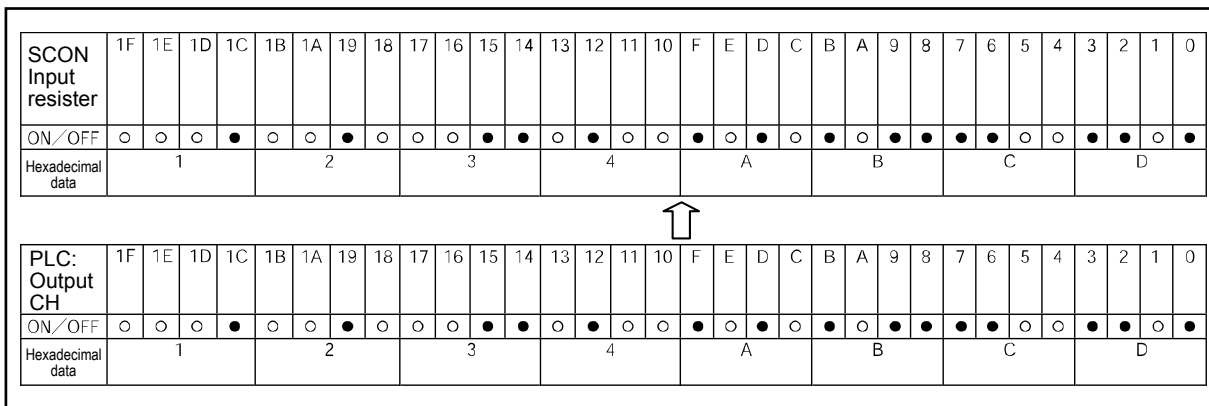 SCON Input resister 1F 1E 1D 1C 1B 1A 19 18 17 16 15 14 13 12 11 10 F E D C B A 9 8 7 6 5 4 3 2 1 0
ON/OFF ○ ○ ○ ● ○ ○ ● ○ ○ ○ ● ● ○ ● ○ ○ ● ○ ● ○ ● ○ ● ● ● ● ○ ○ ● ● ○ ●
Hexadecimal data 1 2 3 4 A B C D
PLC: Output CH 1F 1E 1D 1C 1B 1A 19 18 17 16 15 14 13 12 11 10 F E D C B A 9 8 7 6 5 4 3 2 1 0
ON/OFF ○ ○ ○ ● ○ ○ ● ○ ○ ○ ● ● ○ ● ○ ○ ● ○ ● ○ ● ○ ● ● ● ● ○ ○ ● ● ○ ●
Hexadecimal data 1 2 3 4 A B C D